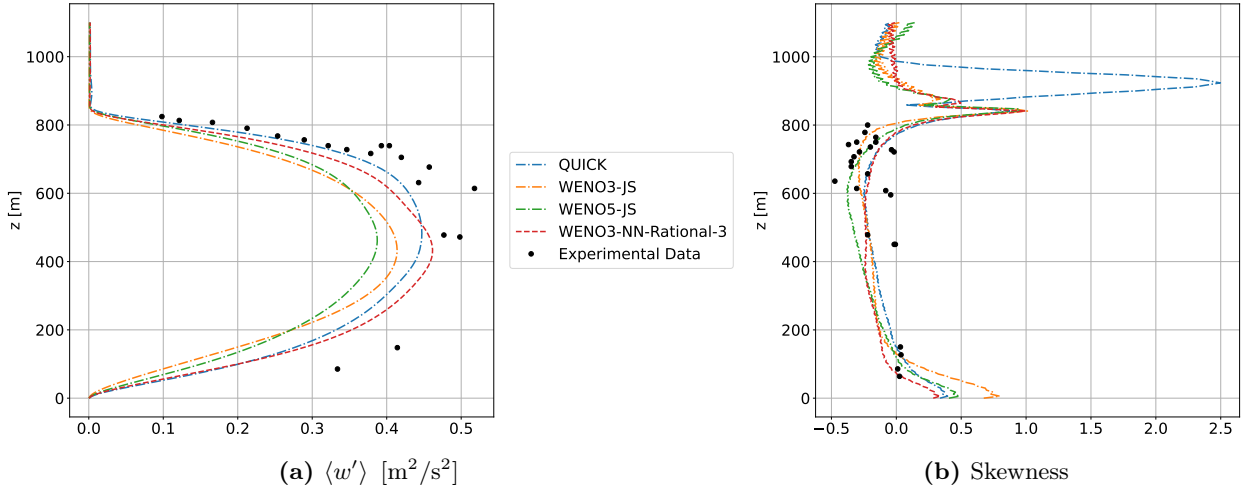 z [m]
1000
800
600
400
200
0
0.0 0.1 0.2 0.3 0.4 0.5
(a) ⟨w′⟩ [m²/s²]
QUICK
WENO3-JS
WENO5-JS
WENO3-NN-Rational-3
Experimental Data
z [m]
1000
800
600
400
200
0
−0.5 0.0 0.5 1.0 1.5 2.0 2.5
(b) Skewness